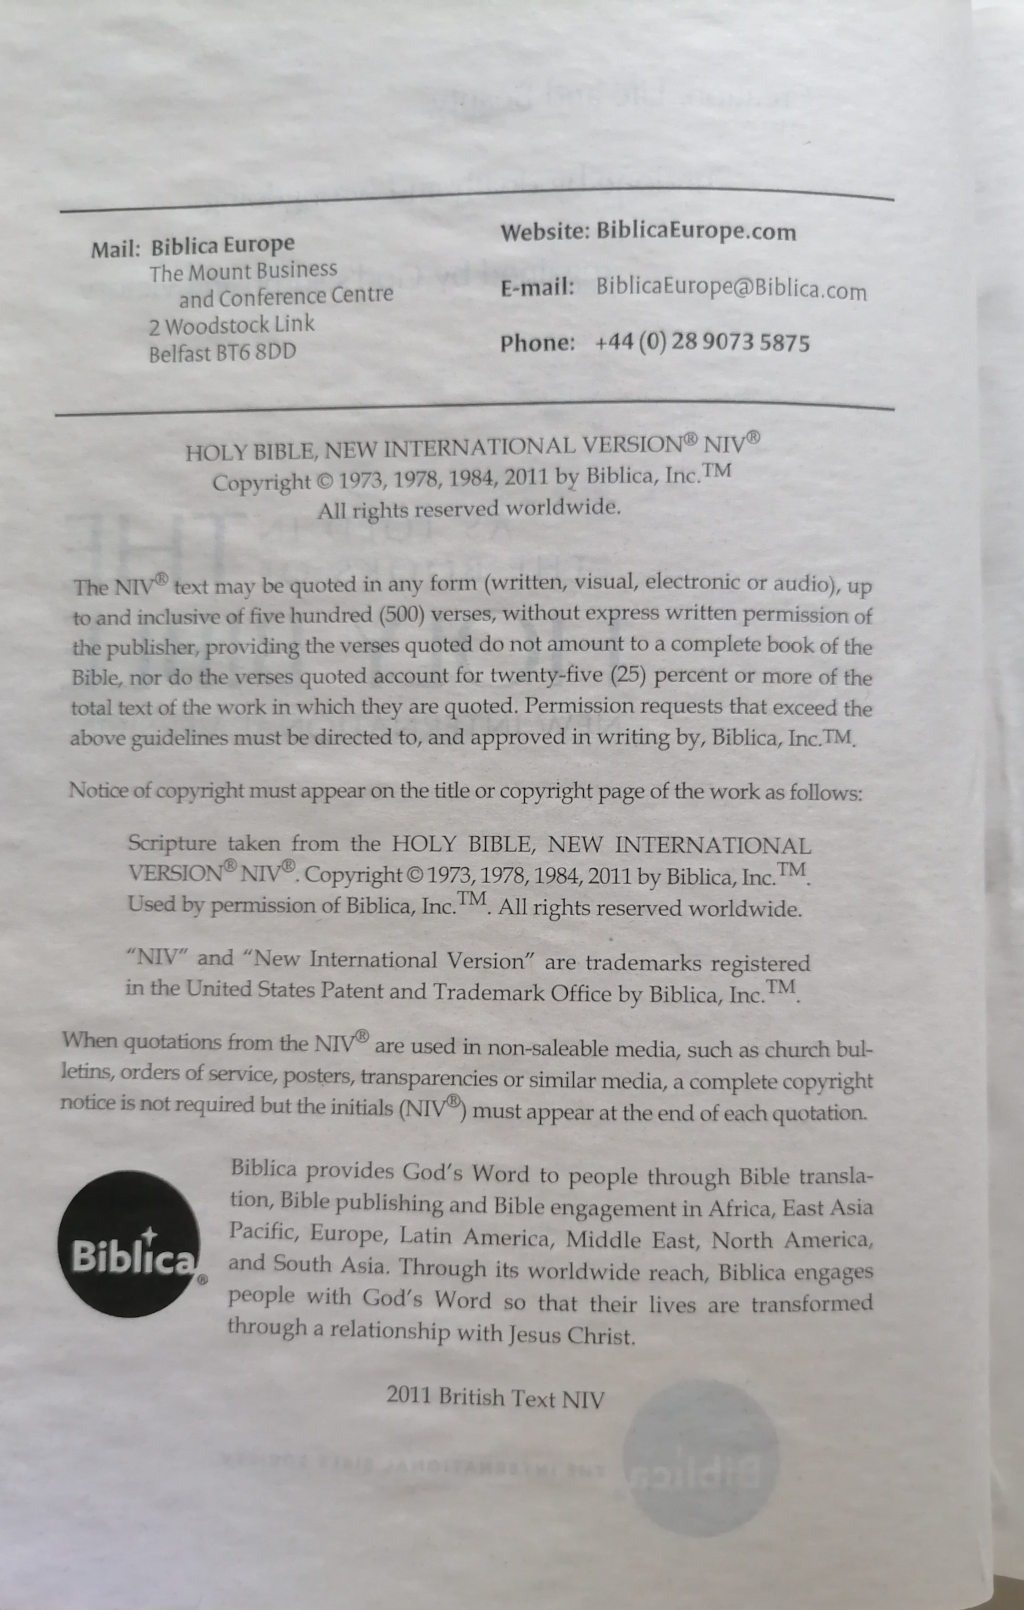 Mail: Biblica Europe
The Mount Business
and Conference Centre
2 Woodstock Link
Belfast BT6 8DD
Website: BiblicaEurope.com
E-mail: BiblicaEurope@Biblica.com
Phone: +44 (0) 28 9073 5875
HOLY BIBLE, NEW INTERNATIONAL VERSION® NIV®
Copyright © 1973, 1978, 1984, 2011 by Biblica, Inc.™
All rights reserved worldwide.
The NIV® text may be quoted in any form (written, visual, electronic or audio), up
to and inclusive of five hundred (500) verses, without express written permission of
the publisher, providing the verses quoted do not amount to a complete book of the
Bible, nor do the verses quoted account for twenty-five (25) percent or more of the
total text of the work in which they are quoted. Permission requests that exceed the
above guidelines must be directed to, and approved in writing by, Biblica, Inc.™.
Notice of copyright must appear on the title or copyright page of the work as follows:
Scripture taken from the HOLY BIBLE, NEW INTERNATIONAL
VERSION® NIV®. Copyright © 1973, 1978, 1984, 2011 by Biblica, Inc.™.
Used by permission of Biblica, Inc.™. All rights reserved worldwide.
“NIV” and “New International Version” are trademarks registered
in the United States Patent and Trademark Office by Biblica, Inc.™.
When quotations from the NIV® are used in non-saleable media, such as church bul-
letins, orders of service, posters, transparencies or similar media, a complete copyright
notice is not required but the initials (NIV®) must appear at the end of each quotation.
Biblica®
Biblica provides God's Word to people through Bible transla-
tion, Bible publishing and Bible engagement in Africa, East Asia
Pacific, Europe, Latin America, Middle East, North America,
and South Asia. Through its worldwide reach, Biblica engages
people with God's Word so that their lives are transformed
through a relationship with Jesus Christ.
2011 British Text NIV